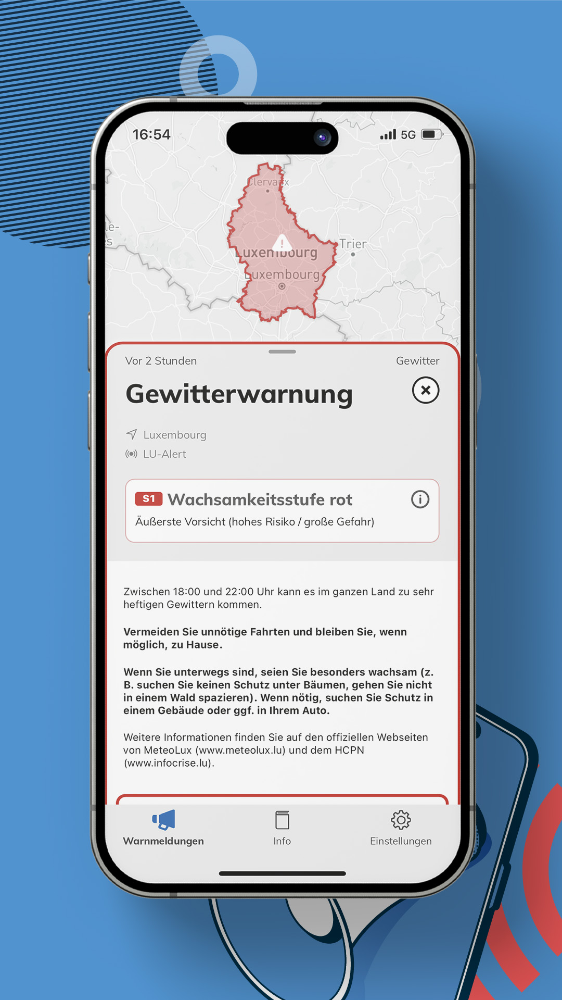 16:54
5G
Clervaux
le-
s
Trier
Luxembourg
Luxembourg
Vor 2 Stunden
Gewitter
Gewitterwarnung
Luxembourg
LU-Alert
S1 Wachsamkeitsstufe rot
Äußerste Vorsicht (hohes Risiko / große Gefahr)
Zwischen 18:00 und 22:00 Uhr kann es im ganzen Land zu sehr
heftigen Gewittern kommen.
Vermeiden Sie unnötige Fahrten und bleiben Sie, wenn
möglich, zu Hause.
Wenn Sie unterwegs sind, seien Sie besonders wachsam (z.
B. suchen Sie keinen Schutz unter Bäumen, gehen Sie nicht
in einem Wald spazieren). Wenn nötig, suchen Sie Schutz in
einem Gebäude oder ggf. in Ihrem Auto.
Weitere Informationen finden Sie auf den offiziellen Webseiten
von MeteoLux (www.meteolux.lu) und dem HCPN
(www.infocrise.lu).
Warnmeldungen
Info
Einstellungen